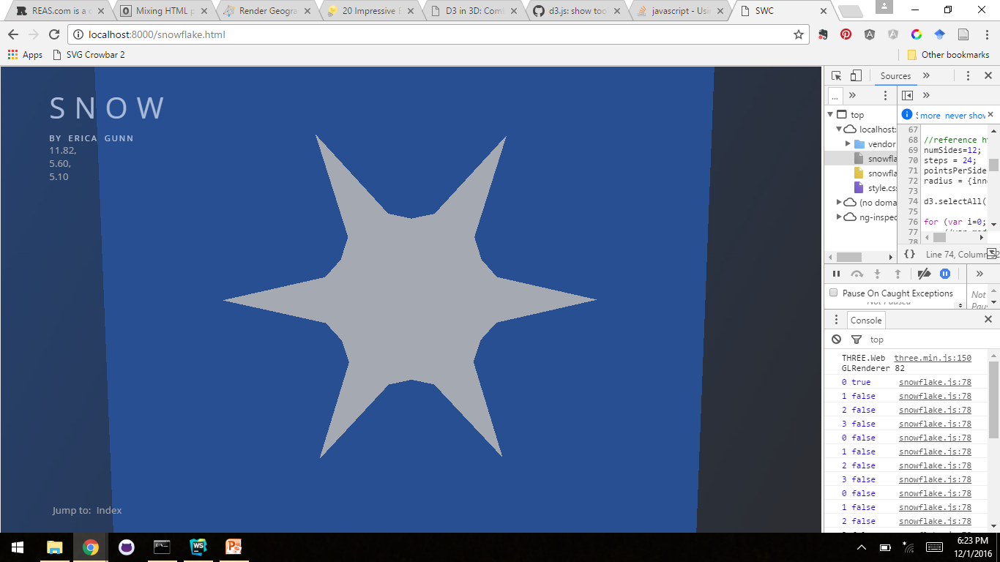 REAS.com is a c
Mixing HTML p
Render Geogra
20 Impressive
D3 in 3D: Com
d3.js: show too
javascript - Usi
SWC
localhost:8000/snowflake.html
Apps
SVG Crowbar 2
Other bookmarks
SNOW
BY ERICA GUNN
11.82,
5.60,
5.10
Jump to: Index
Sources
...
top
localhost:
vendor
snowfla
snowfla
style.cs
(no doma
ng-inspec
more never show
67
68 //reference h
69 numSides=12;
70 steps = 24;
71 pointsPerSide
72 radius = {inn
73
74 d3.selectAll(
75
76 for (var i=0;
77
78
{} Line 74, Column 52
Pause On Caught Exceptions
Not Paused
Not
Pau
Console
top
THREE.Web three.min.js:150
GLRenderer 82
0 true snowflake.js:78
1 false snowflake.js:78
2 false snowflake.js:78
3 false snowflake.js:78
0 false snowflake.js:78
1 false snowflake.js:78
2 false snowflake.js:78
3 false snowflake.js:78
0 false snowflake.js:78
1 false snowflake.js:78
2 false snowflake.js:78
6:23 PM
12/1/2016